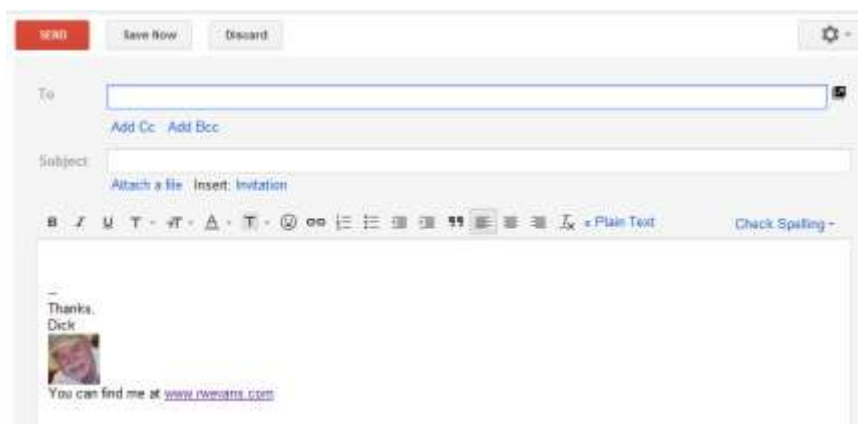 SEND Save Now Discard
To
Add Cc Add Bcc
Subject
Attach a file Insert: Invitation
B I U T T A T Tx « Plain Text Check Spelling
--
Thanks,
Dick
You can find me at www.rwevans.com